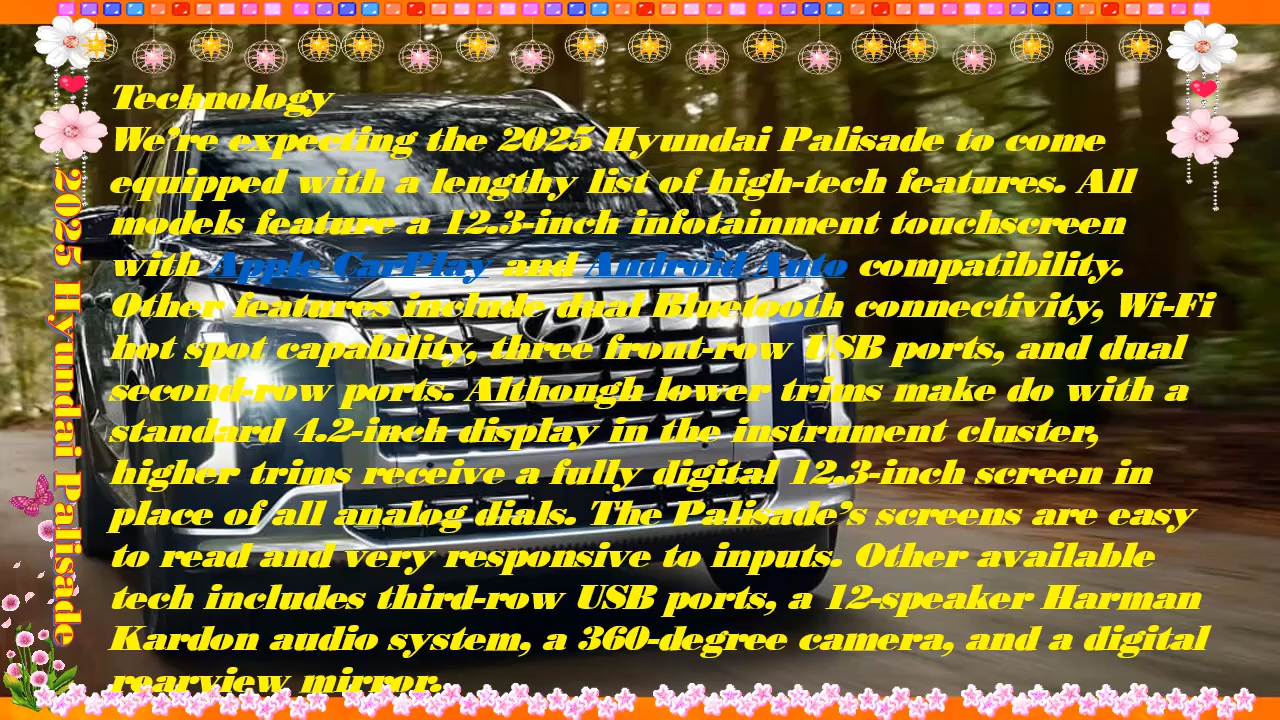 Technology
We're expecting the 2025 Hyundai Palisade to come
equipped with a lengthy list of high-tech features. All
models feature a 12.3-inch infotainment touchscreen
with Apple CarPlay and Android Auto compatibility.
Other features include dual Bluetooth connectivity, Wi-Fi
hot spot capability, three front-row USB ports, and dual
second-row ports. Although lower trims make do with a
standard 4.2-inch display in the instrument cluster,
higher trims receive a fully digital 12.3-inch screen in
place of all analog dials. The Palisade's screens are easy
to read and very responsive to inputs. Other available
tech includes third-row USB ports, a 12-speaker Harman
Kardon audio system, a 360-degree camera, and a digital
rearview mirror.
2025 Hyundai Palisade